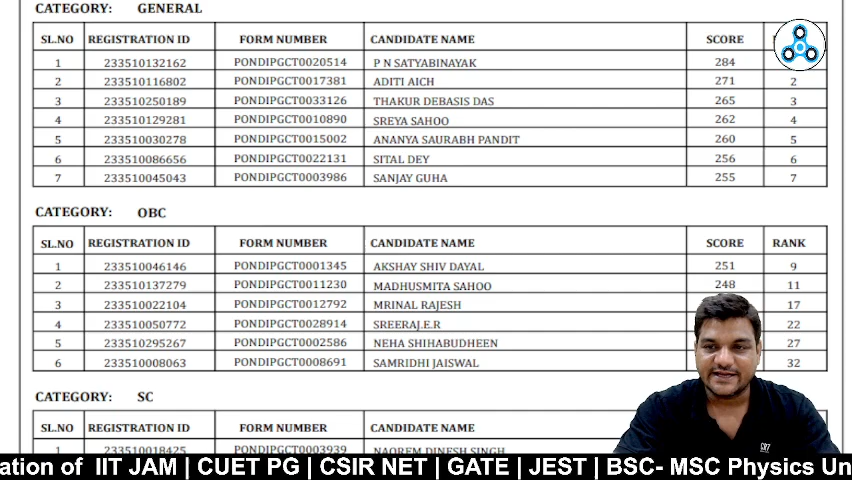 CATEGORY: GENERAL
SL.NO REGISTRATION ID FORM NUMBER CANDIDATE NAME SCORE
1 233510132162 PONDIPGCT0020514 P N SATYABINAYAK 284
2 233510116802 PONDIPGCT0017381 ADITI AICH 271 2
3 233510250189 PONDIPGCT0033126 THAKUR DEBASIS DAS 265 3
4 233510129281 PONDIPGCT0010890 SREYA SAHOO 262 4
5 233510030278 PONDIPGCT0015002 ANANYA SAURABH PANDIT 260 5
6 233510086656 PONDIPGCT0022131 SITAL DEY 256 6
7 233510045043 PONDIPGCT0003986 SANJAY GUHA 255 7
CATEGORY: OBC
SL.NO REGISTRATION ID FORM NUMBER CANDIDATE NAME SCORE RANK
1 233510046146 PONDIPGCT0001345 AKSHAY SHIV DAYAL 251 9
2 233510137279 PONDIPGCT0011230 MADHUSMITA SAHOO 248 11
3 233510022104 PONDIPGCT0012792 MRINAL RAJESH 17
4 233510050772 PONDIPGCT0028914 SREERAJ.E.R 22
5 233510295267 PONDIPGCT0002586 NEHA SHIHABUDHEEN 27
6 233510008063 PONDIPGCT0008691 SAMRIDHI JAISWAL 32
CATEGORY: SC
SL.NO REGISTRATION ID FORM NUMBER CANDIDATE NAME
1 233510018425 PONDIPGCT0003939 NAOREM DINESH SINGH
ation of IIT JAM | CUET PG | CSIR NET | GATE | JEST | BSC- MSC Physics Un